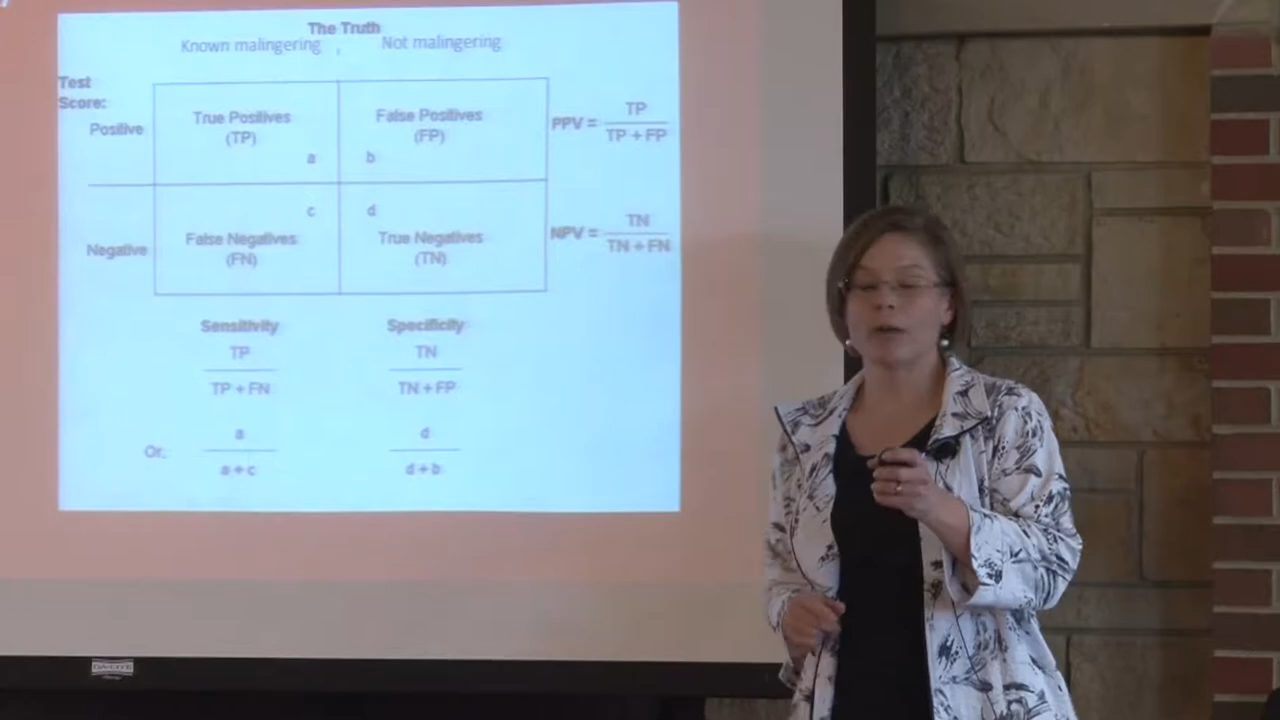 The Truth
Known malingering , Not malingering
Test
Score:
Positive
True Positives
(TP)
a
False Positives
(FP)
b
PPV = TP
TP + FP
Negative
c
False Negatives
(FN)
d
True Negatives
(TN)
NPV = TN
TN + FN
Sensitivity
TP
TP + FN
Specificity
TN
TN + FP
Or,
a
a + c
d
d + b
DA-LITE